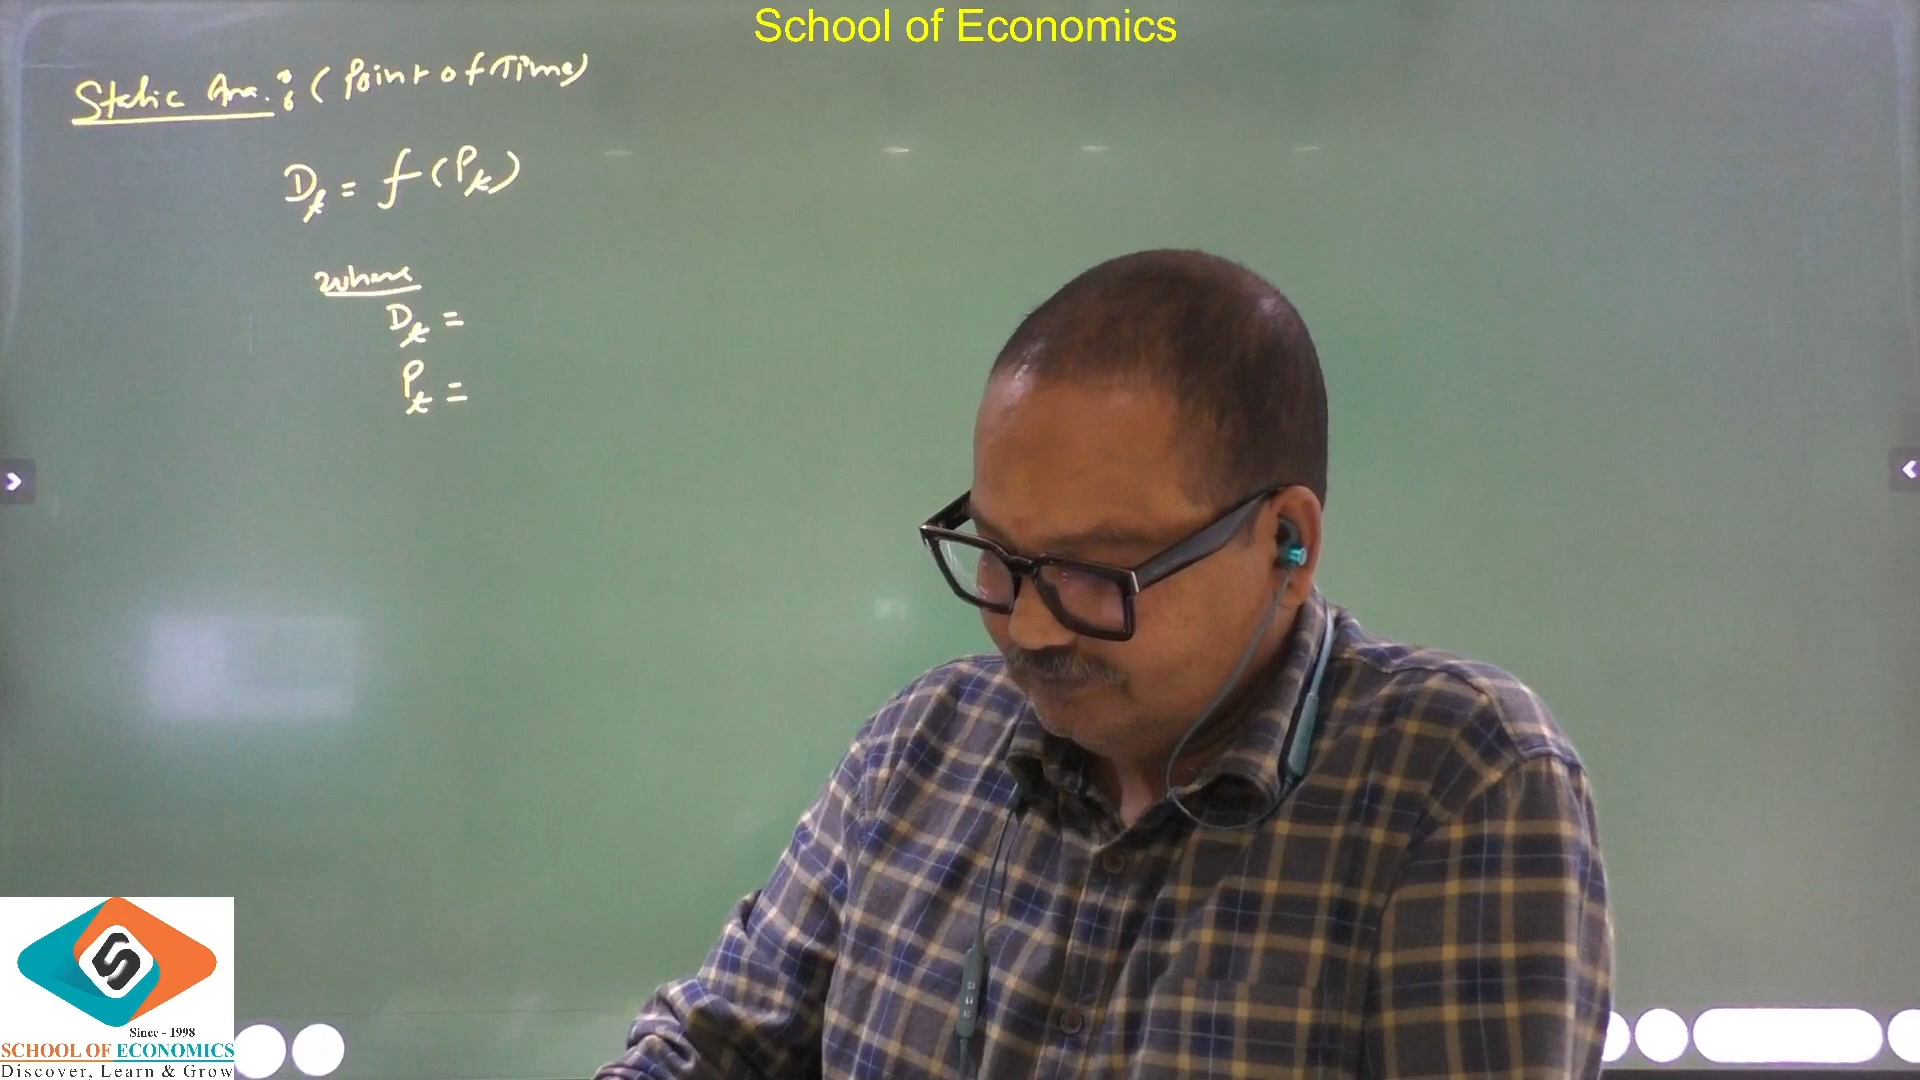 School of Economics
Static Ana. : (Point of Time)
Dt = f(Pt)
where
Dt =
Pt =
Since - 1998
SCHOOL OF ECONOMICS
Discover, Learn & Grow